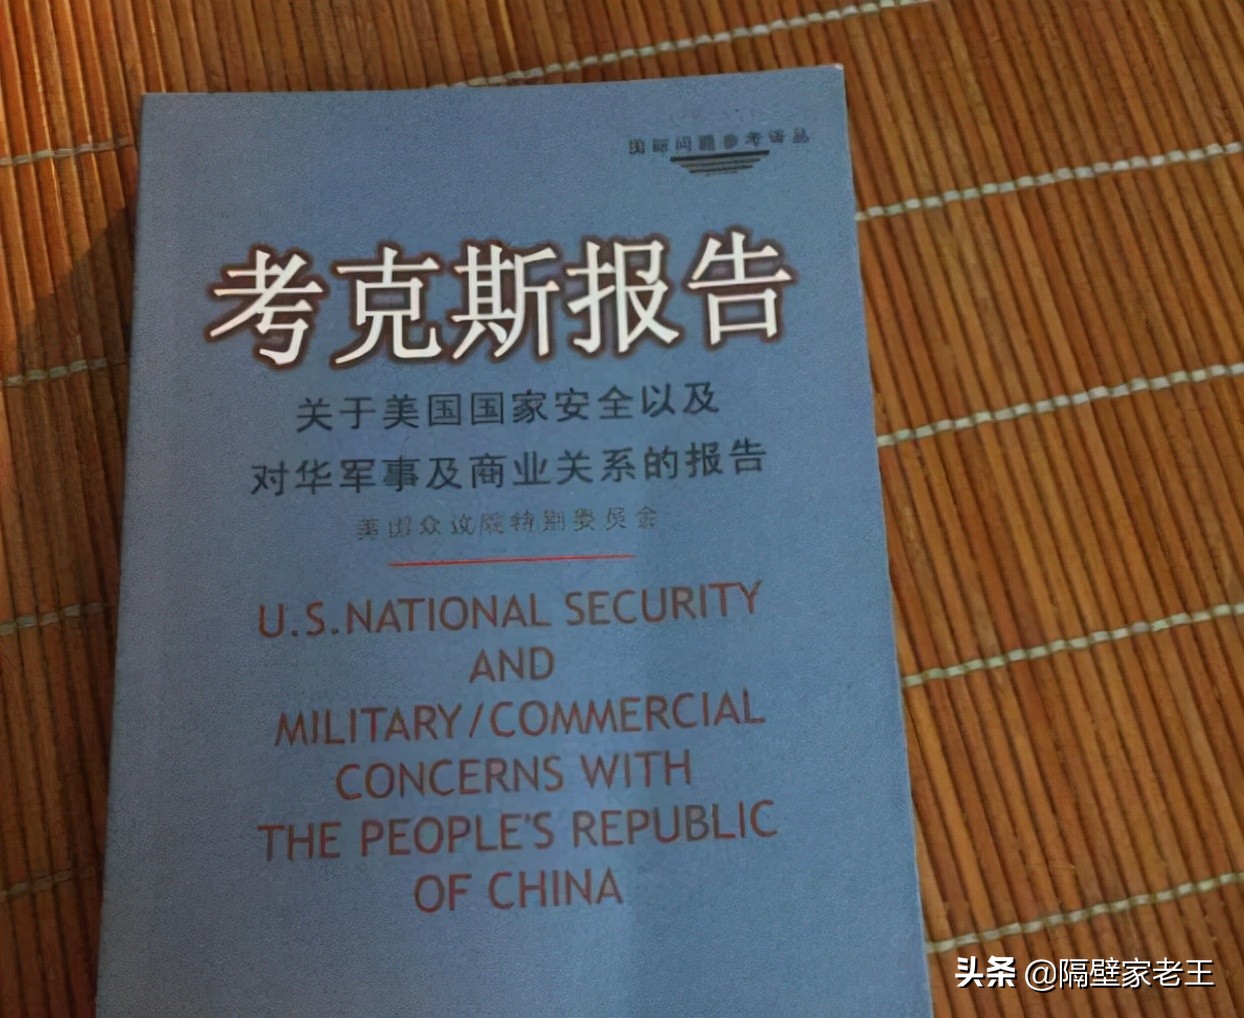 国际问题参考译丛
考克斯报告
关于美国国家安全以及
对华军事及商业关系的报告
美国众议院特别委员会
U.S.NATIONAL SECURITY
AND
MILITARY/COMMERCIAL
CONCERNS WITH
THE PEOPLE'S REPUBLIC
OF CHINA
头条 @隔壁家老王